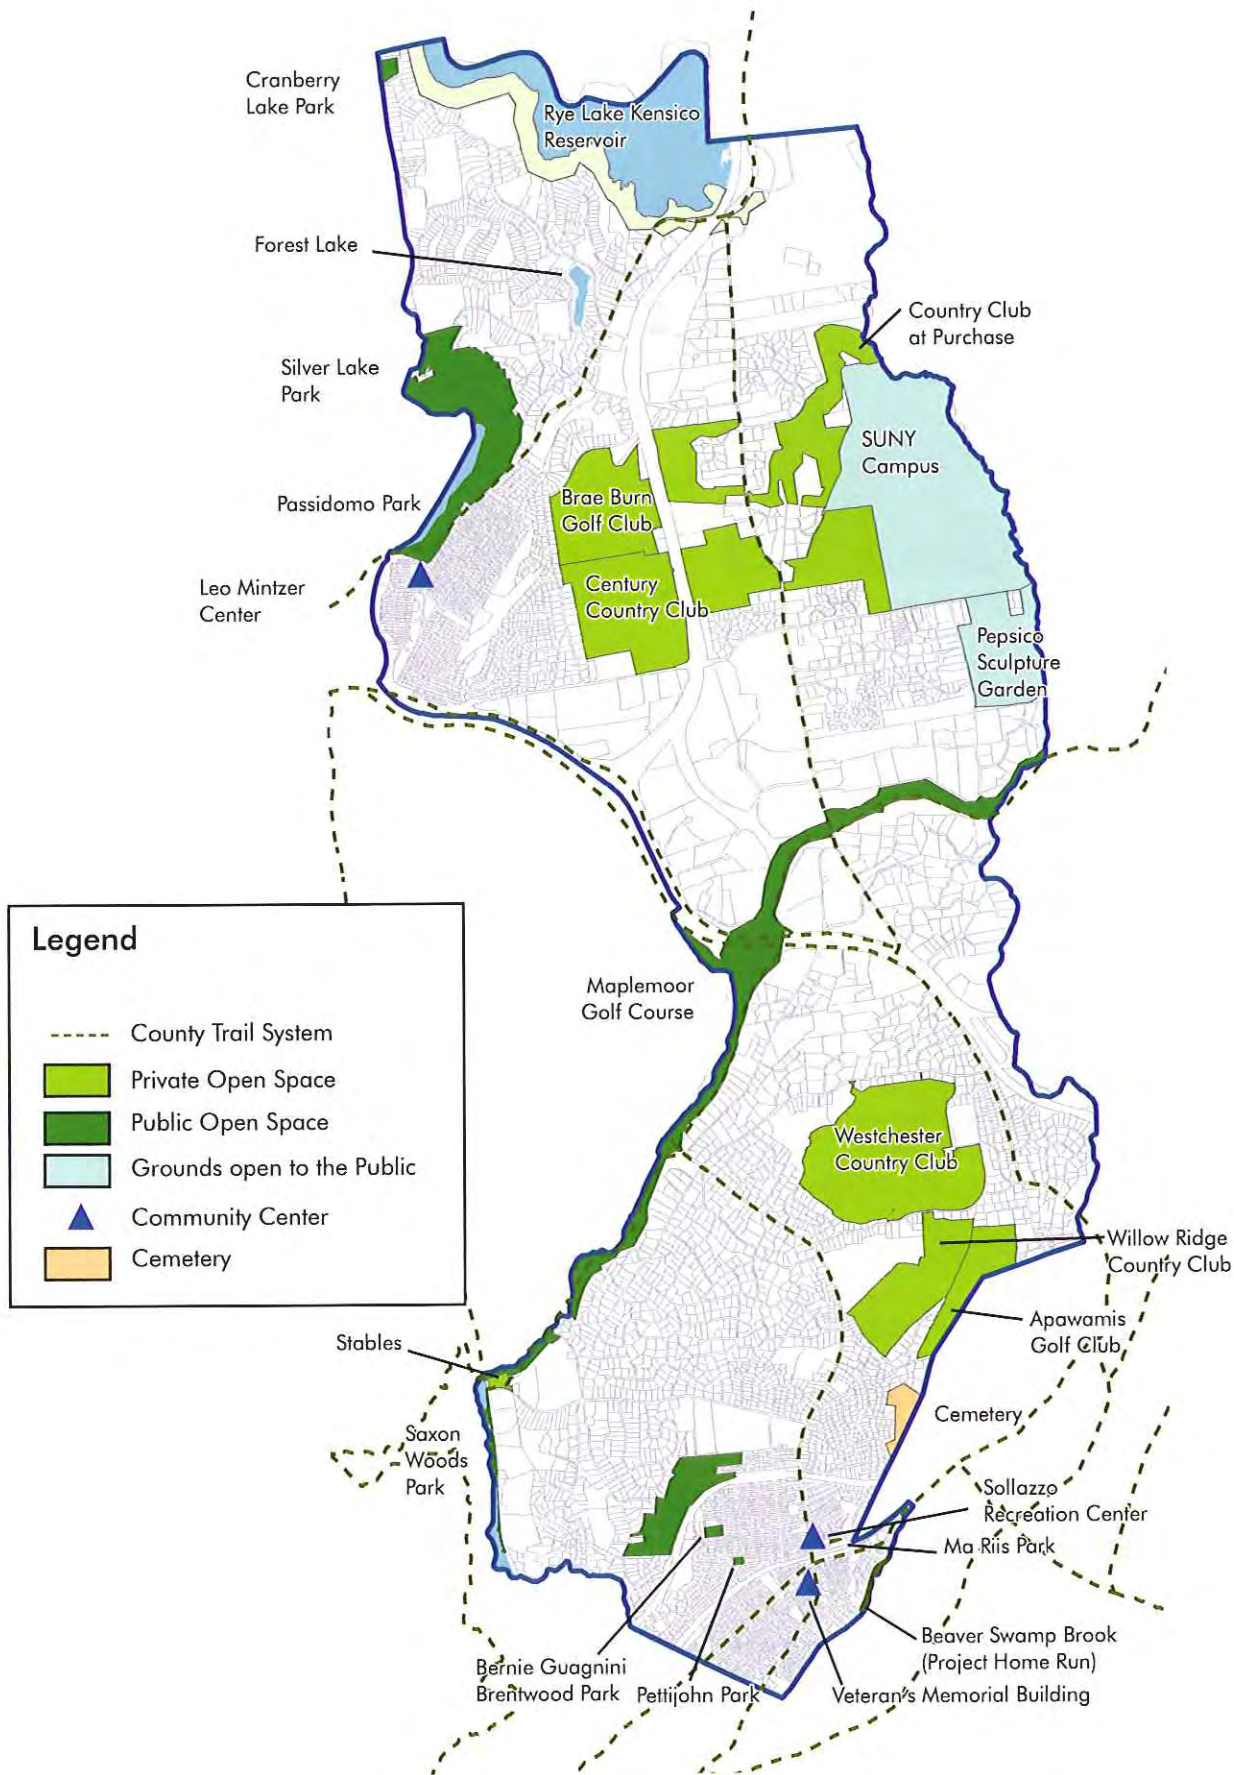 Cranberry
Lake Park
Rye Lake Kensico
Reservoir
Forest Lake
Country Club
at Purchase
Silver Lake
Park
SUNY
Campus
Passidomo Park
Brae Burn
Golf Club
Leo Mintzer
Center
Century
Country Club
Pepsico
Sculpture
Garden
Legend
County Trail System
Private Open Space
Public Open Space
Grounds open to the Public
Community Center
Cemetery
Maplemoor
Golf Course
Westchester
Country Club
Willow Ridge
Country Club
Apawamis
Golf Club
Stables
Cemetery
Saxon
Woods
Park
Sollazzo
Recreation Center
Ma Riis Park
Beaver Swamp Brook
(Project Home Run)
Bernie Guagnini
Brentwood Park
Pettijohn Park
Veteran's Memorial Building